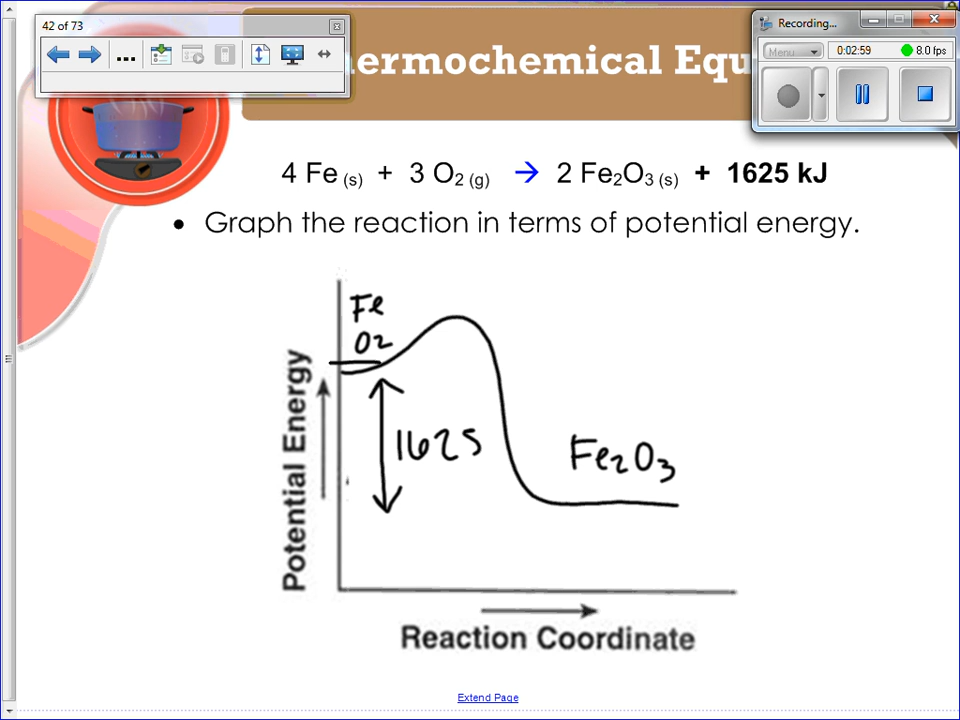 42 of 73
Recording...
Menu
0:02:59
8.0 fps
hermochemical Equ
4 Fe (s) + 3 O2 (g) → 2 Fe2O3 (s) + 1625 kJ
• Graph the reaction in terms of potential energy.
Fe
O2
1625
Fe2O3
Potential Energy
Reaction Coordinate
Extend Page